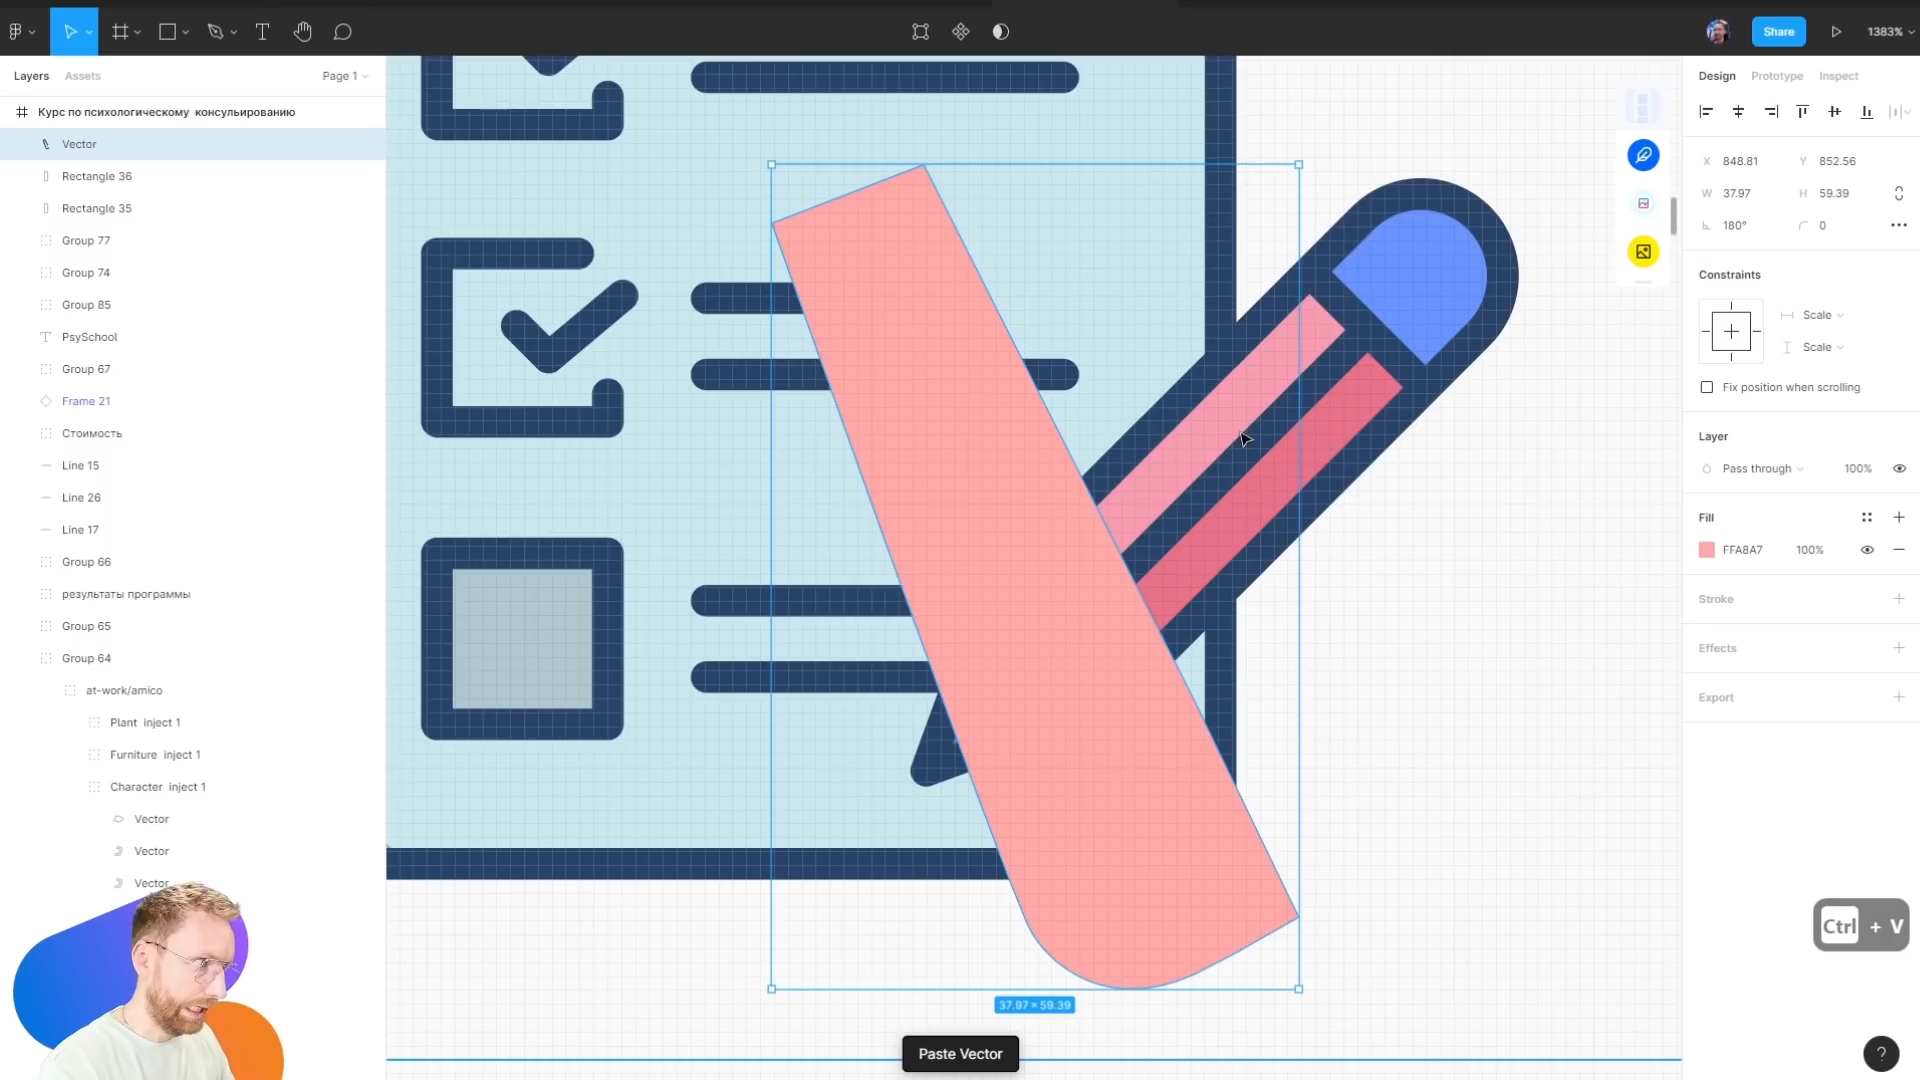 Share
1383%
Layers
Assets
Page 1
Design
Prototype
Inspect
Курс по психологическому консульированию
Vector
Rectangle 36
Rectangle 35
Group 77
Group 74
Group 85
PsySchool
Group 67
Frame 21
Стоимость
Line 15
Line 26
Line 17
Group 66
результаты программы
Group 65
Group 64
at-work/amico
Plant inject 1
Furniture inject 1
Character inject 1
Vector
Vector
Vector
X 848.81 Y 852.56
W 37.97 H 59.39
180° 0
Constraints
Scale
Scale
Fix position when scrolling
Layer
Pass through 100%
Fill
FFA8A7 100%
Stroke
Effects
Export
Ctrl + V
37.97 × 59.39
Paste Vector
?